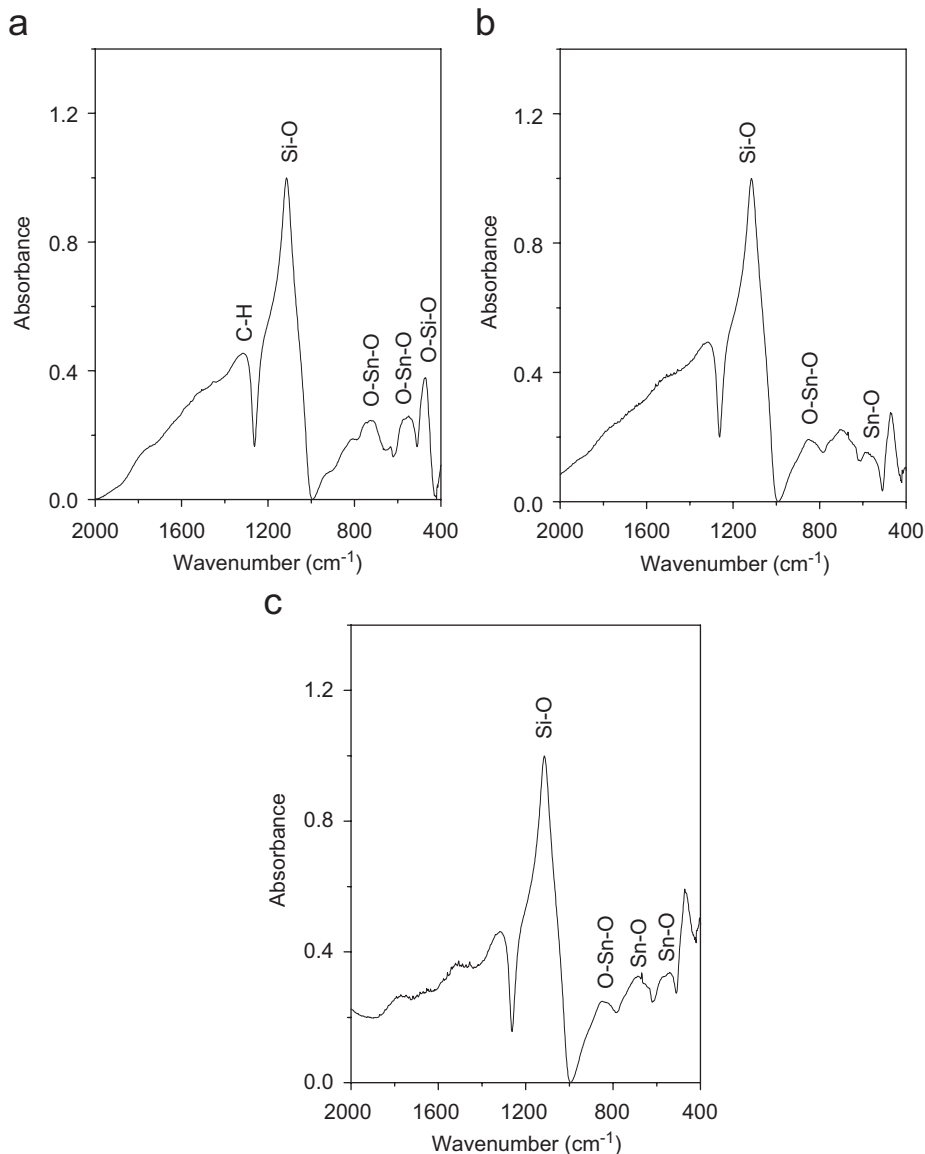 a
1.2
0.8
0.4
0.0
Absorbance
C-H
Si-O
O-Sn-O
O-Sn-O
O-Si-O
2000 1600 1200 800 400
Wavenumber (cm-1)
b
1.2
0.8
0.4
0.0
Absorbance
Si-O
O-Sn-O
Sn-O
2000 1600 1200 800 400
Wavenumber (cm-1)
c
1.2
0.8
0.4
0.0
Absorbance
Si-O
O-Sn-O
Sn-O
Sn-O
2000 1600 1200 800 400
Wavenumber (cm-1)